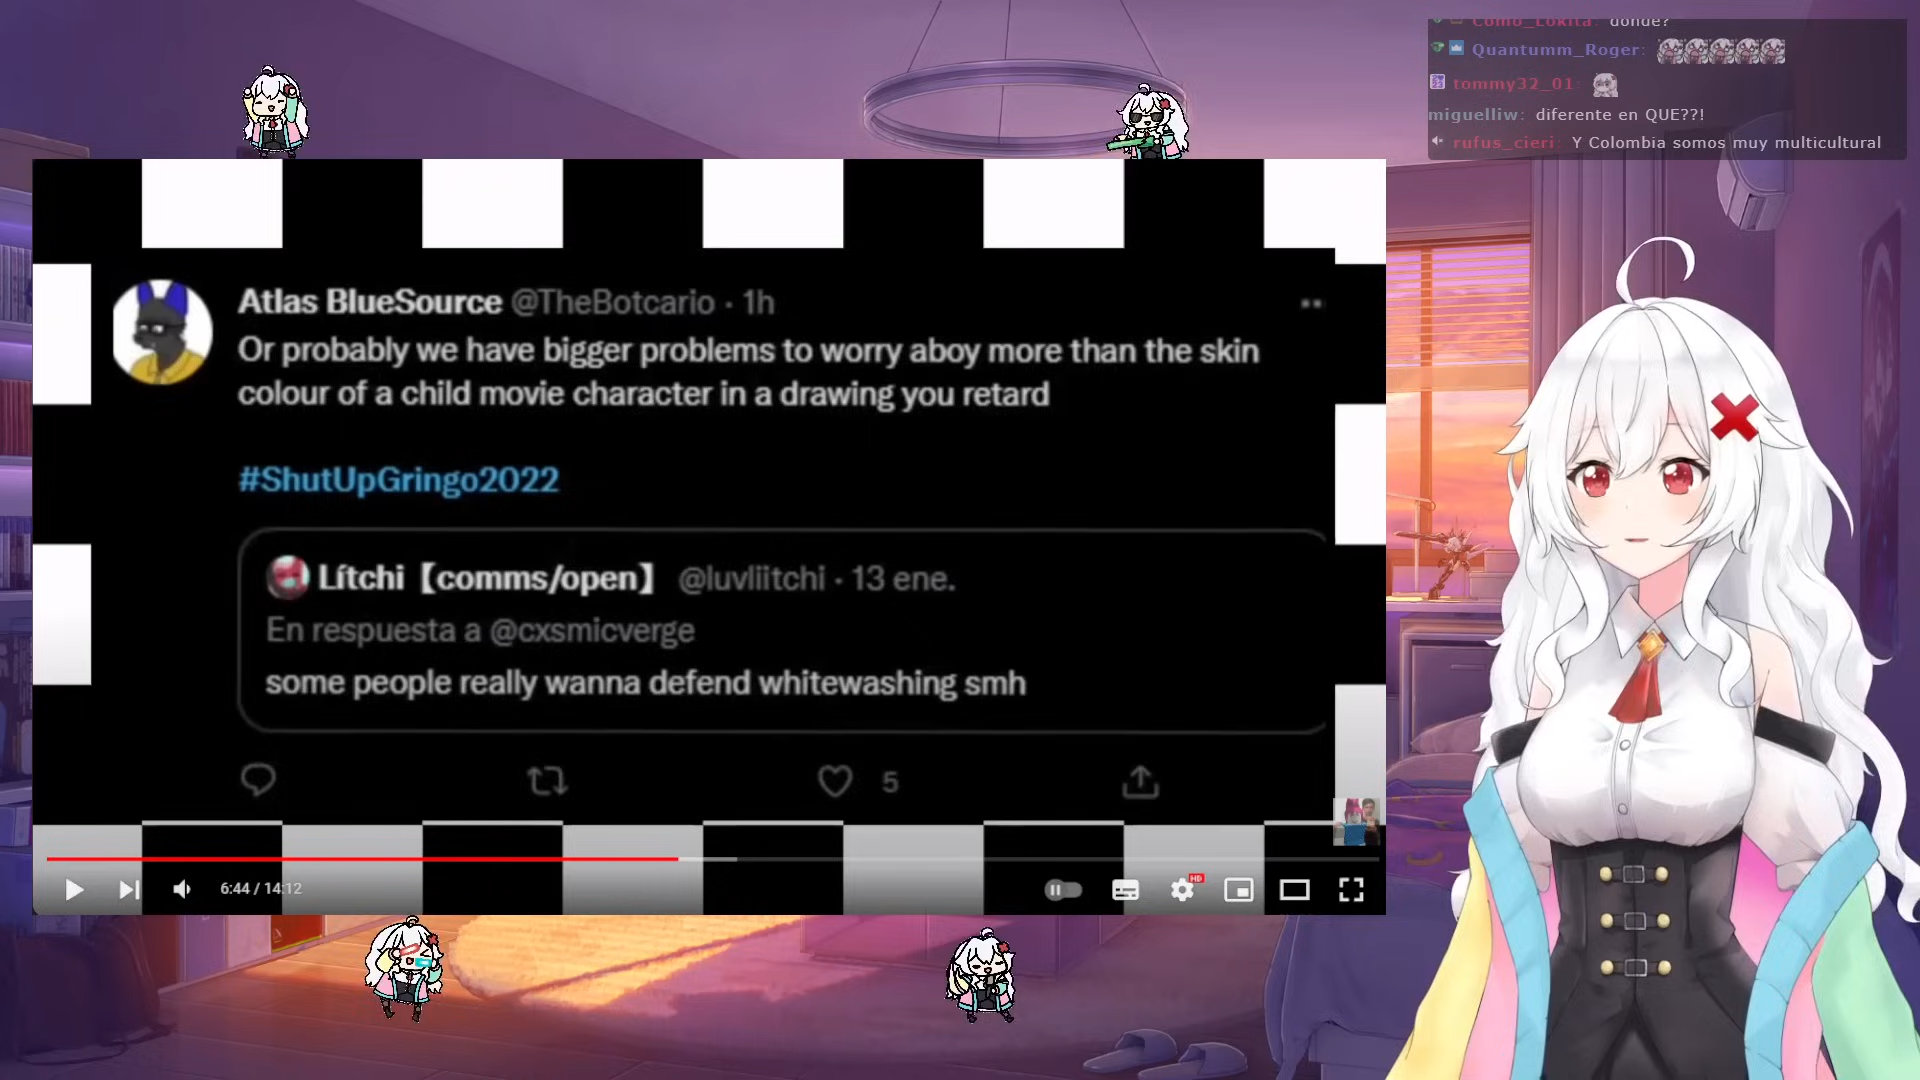 Como_Lokita: donde?
Quantumm_Roger:
tommy32_01:
miguelliw: diferente en QUE??!
rufus_cieri: Y Colombia somos muy multicultural
Atlas BlueSource @TheBotcario · 1h
Or probably we have bigger problems to worry aboy more than the skin
colour of a child movie character in a drawing you retard
#ShutUpGringo2022
Lítchi【comms/open】 @luvliitchi · 13 ene.
En respuesta a @cxsmicverge
some people really wanna defend whitewashing smh
5
6:44 / 14:12
HD